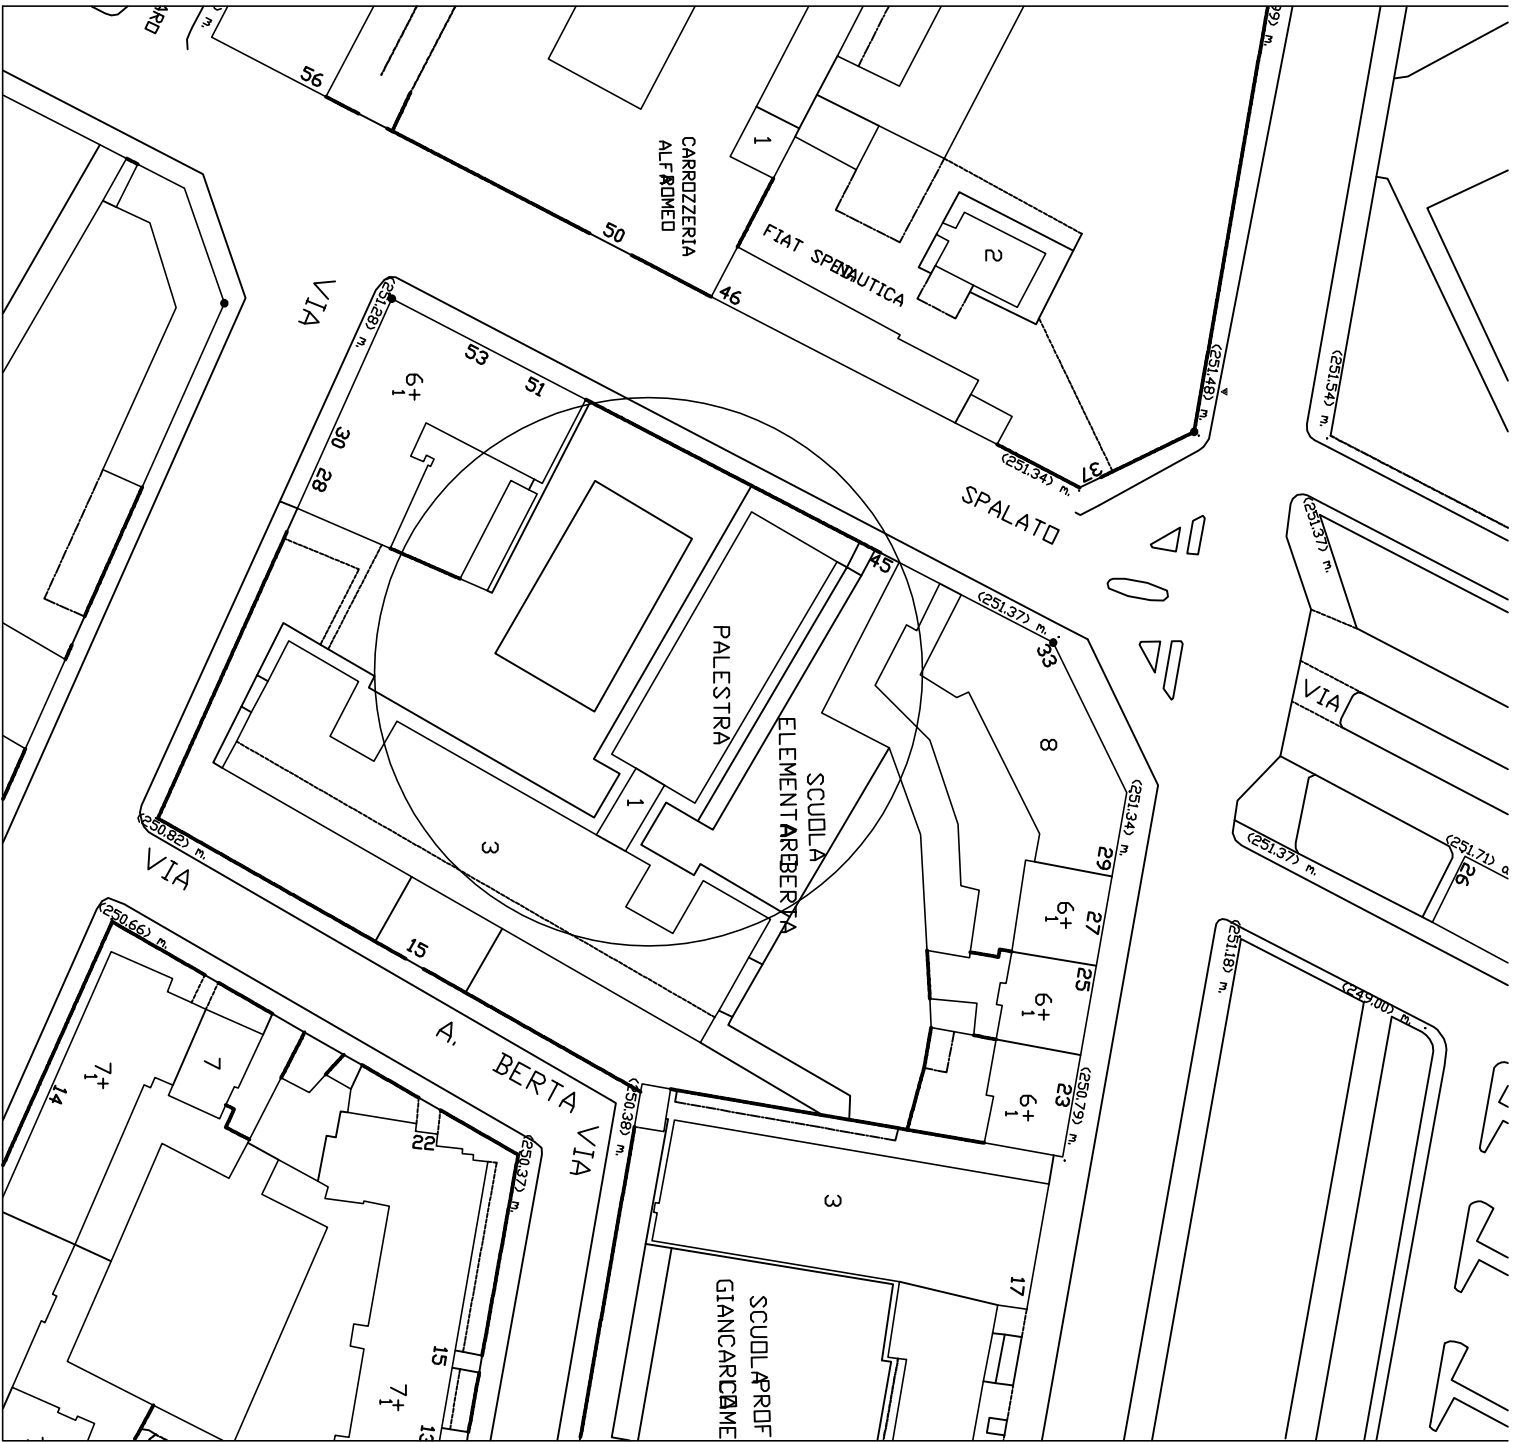 56
50
46
1
CARROZZERIA
ALFAROMEO
FIAT SPED
NAUTICA
2
(251.48) m.
(251.54) m.
37
(251.34) m.
VIA
SPALATO
(251.28) m.
53
51
6+
1
30
28
45
(251.37) m.
33
(251.37) m.
VIA
8
PALESTRA
SCUOLA
ELEMENTARE
BERTA
1
3
(251.34) m.
29
27
25
23
6+
1
6+
1
6+
1
(250.79) m.
(251.37) m.
(251.71)
26
(251.18) m.
(249.00) m.
(250.82) m.
VIA
15
A. BERTA
(250.66) m.
7+
1
7
14
22
(250.37) m.
(250.38) m.
VIA
3
17
SCUOLA PROF
GIANCARLO
15
13
7+
1